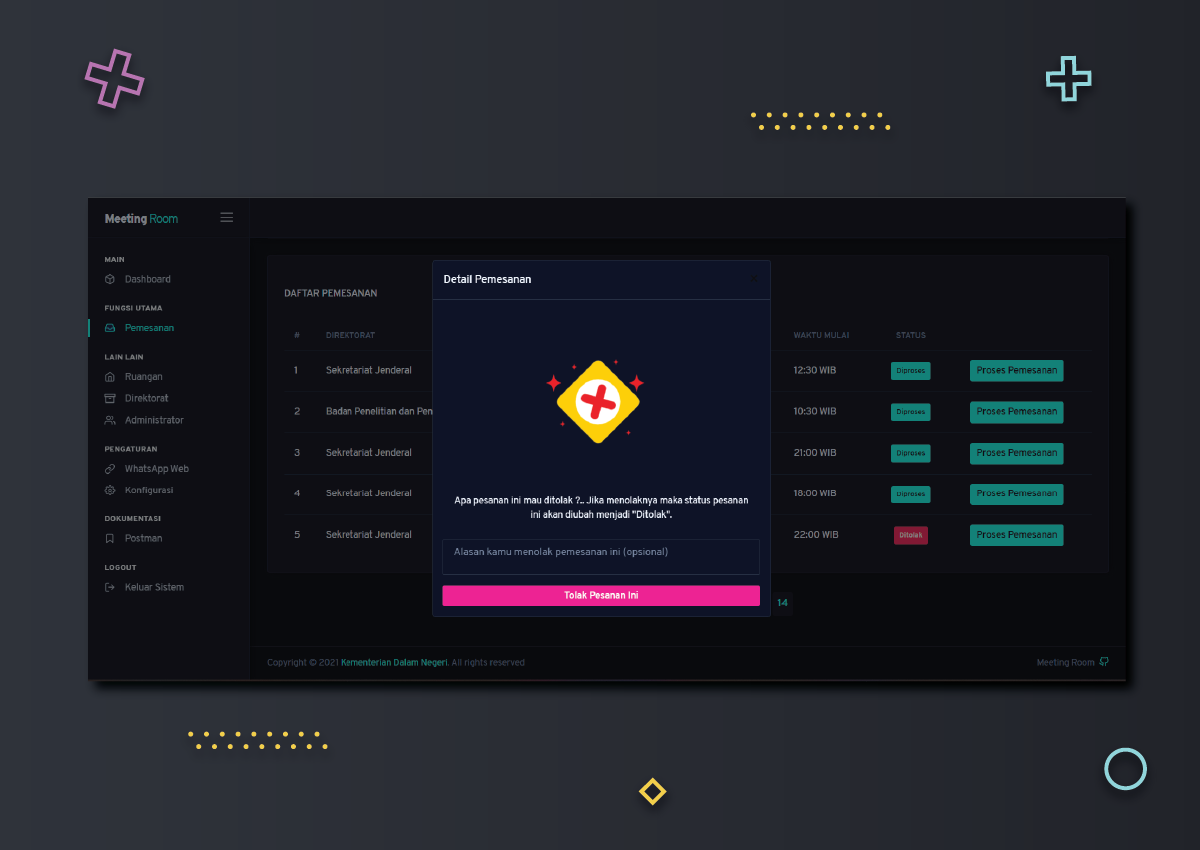 Meeting Room
MAIN
Dashboard
FUNGSI UTAMA
Pemesanan
LAIN LAIN
Ruangan
Direktorat
Administrator
PENGATURAN
WhatsApp Web
Konfigurasi
DOKUMENTASI
Postman
LOGOUT
Keluar Sistem
DAFTAR PEMESANAN
# DIREKTORAT WAKTU MULAI STATUS
1 Sekretariat Jenderal 12:30 WIB Diproses Proses Pemesanan
2 Badan Penelitian dan Pen 10:30 WIB Diproses Proses Pemesanan
3 Sekretariat Jenderal 21:00 WIB Diproses Proses Pemesanan
4 Sekretariat Jenderal 18:00 WIB Diproses Proses Pemesanan
5 Sekretariat Jenderal 22:00 WIB Ditolak Proses Pemesanan
14
Detail Pemesanan
Apa pesanan ini mau ditolak ?.. Jika menolaknya maka status pesanan
ini akan diubah menjadi "Ditolak".
Alasan kamu menolak pemesanan ini (opsional)
Tolak Pesanan Ini
Copyright © 2021 Kementerian Dalam Negeri. All rights reserved
Meeting Room